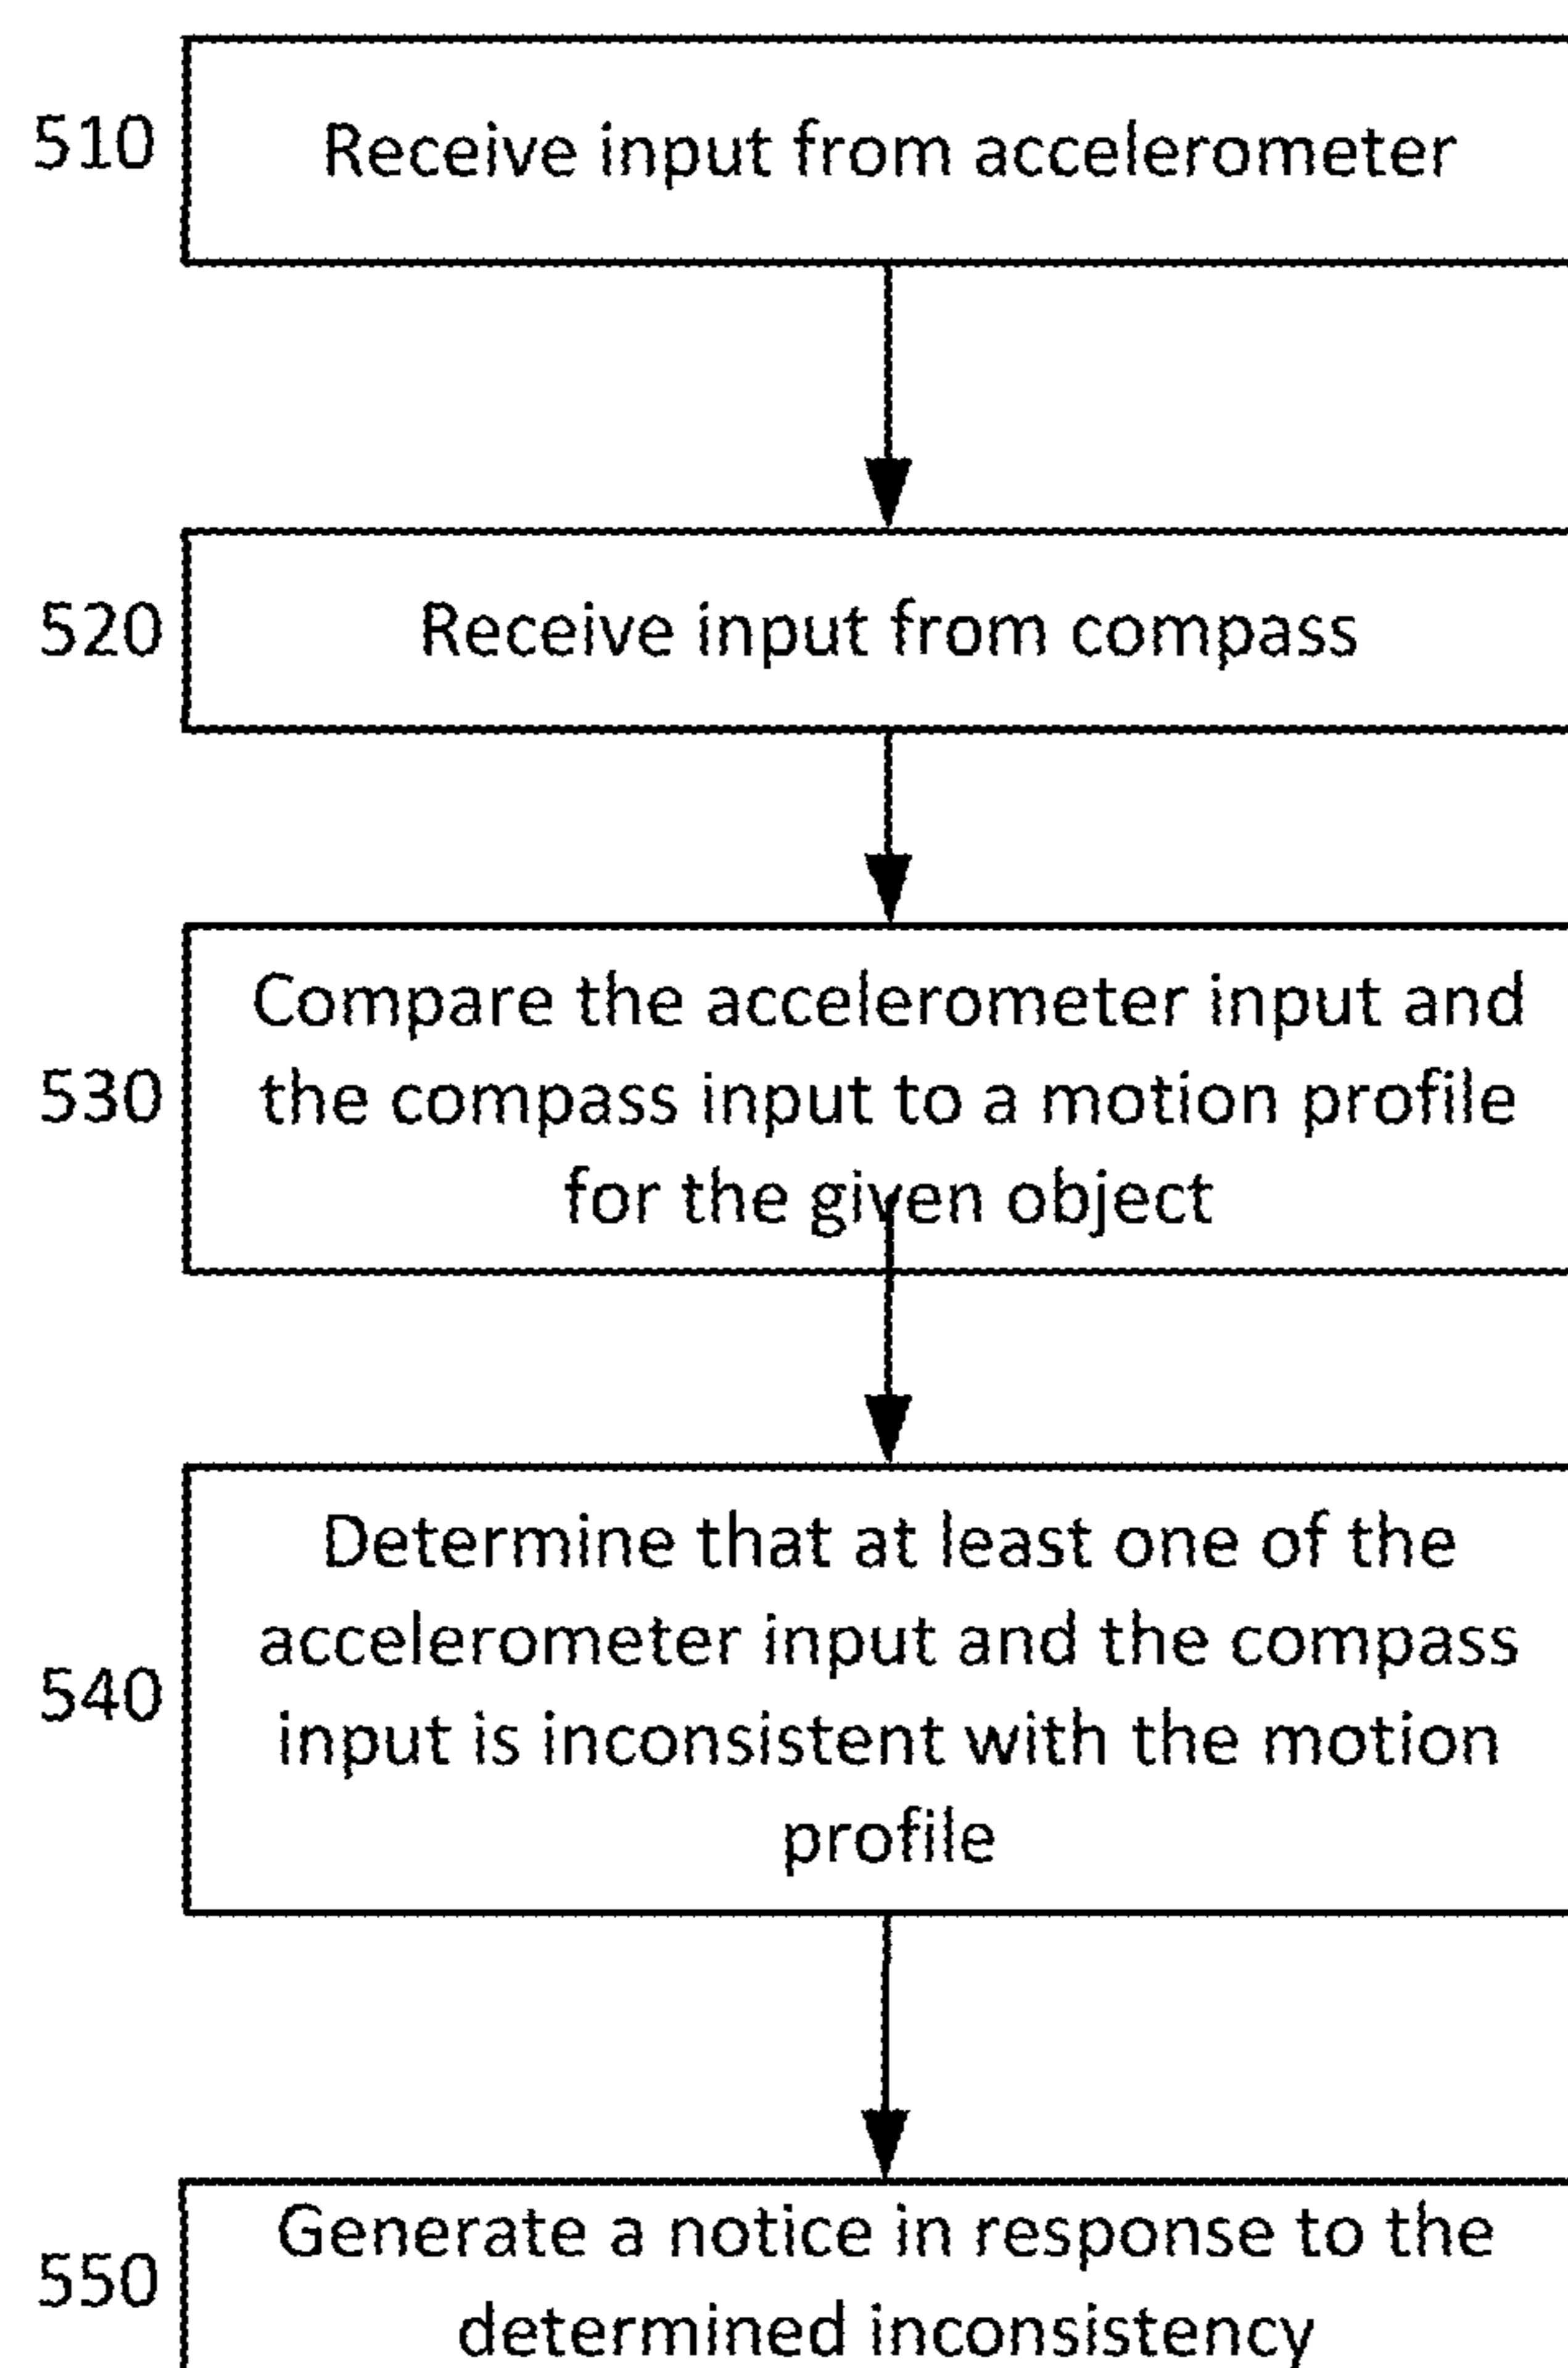 510
Receive input from accelerometer
520
Receive input from compass
530
Compare the accelerometer input and
the compass input to a motion profile
for the given object
540
Determine that at least one of the
accelerometer input and the compass
input is inconsistent with the motion
profile
550
Generate a notice in response to the
determined inconsistency